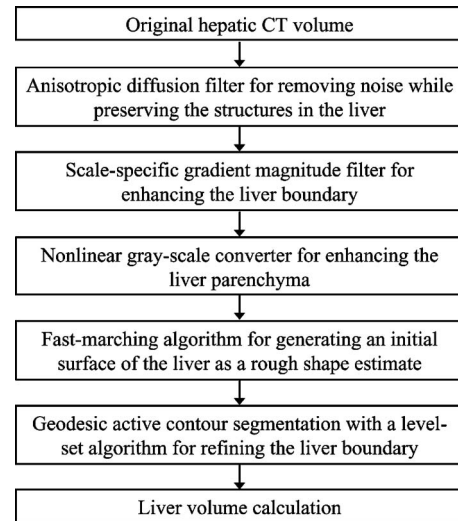 Original hepatic CT volume
Anisotropic diffusion filter for removing noise while
preserving the structures in the liver
Scale-specific gradient magnitude filter for
enhancing the liver boundary
Nonlinear gray-scale converter for enhancing the
liver parenchyma
Fast-marching algorithm for generating an initial
surface of the liver as a rough shape estimate
Geodesic active contour segmentation with a level-
set algorithm for refining the liver boundary
Liver volume calculation